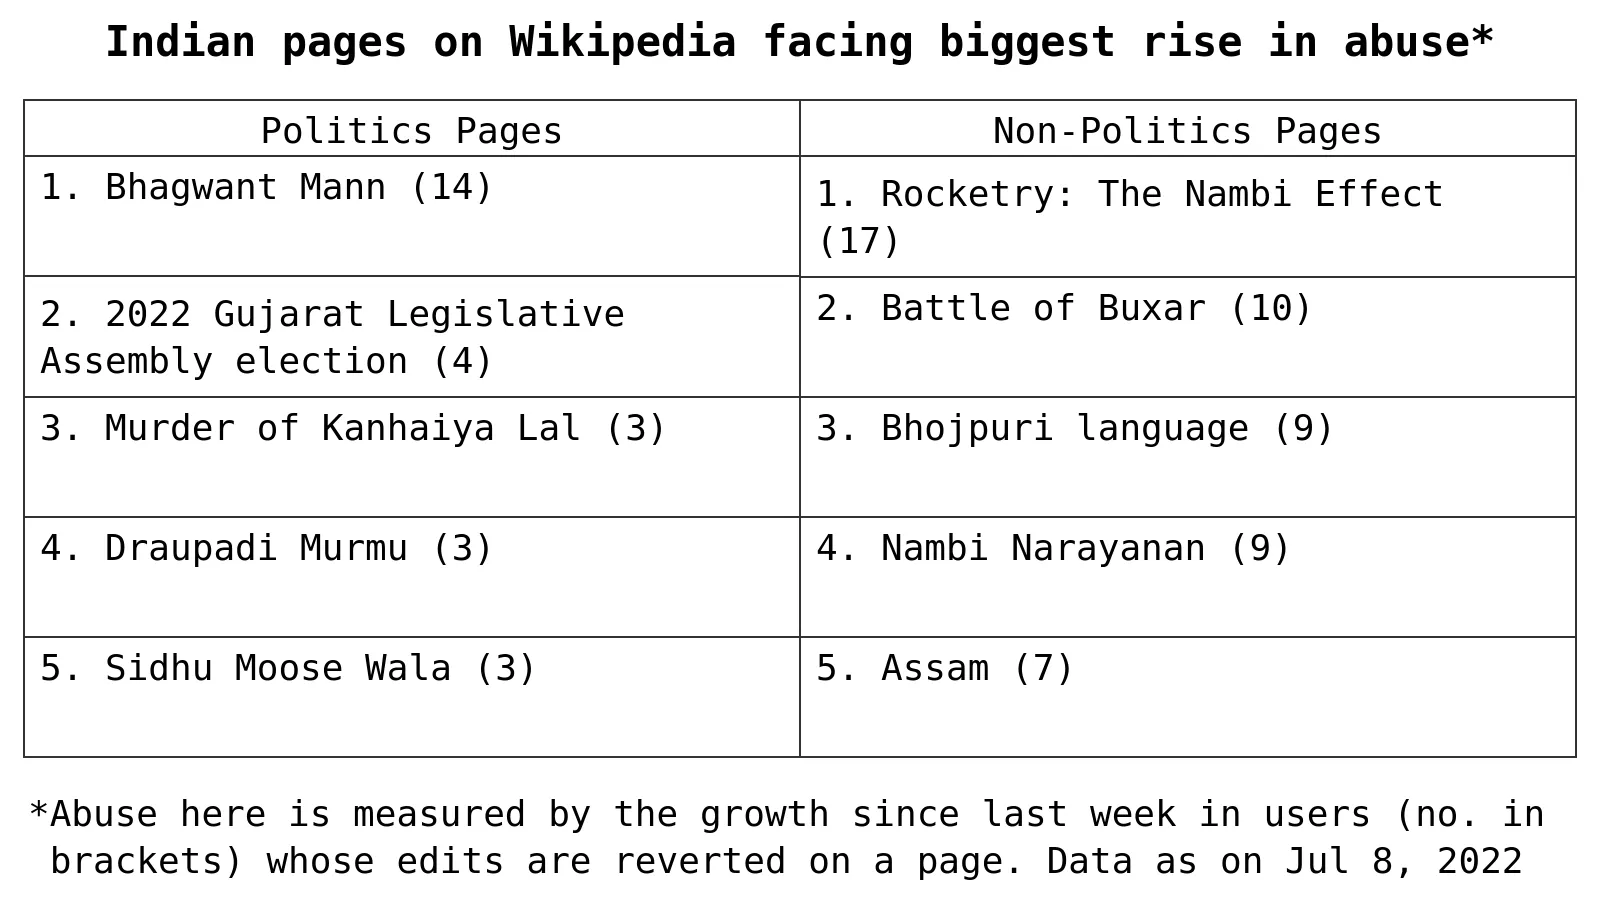 Indian pages on Wikipedia facing biggest rise in abuse*
Politics Pages
Non-Politics Pages
1. Bhagwant Mann (14)
1. Rocketry: The Nambi Effect
(17)
2. 2022 Gujarat Legislative
Assembly election (4)
2. Battle of Buxar (10)
3. Murder of Kanhaiya Lal (3)
3. Bhojpuri language (9)
4. Draupadi Murmu (3)
4. Nambi Narayanan (9)
5. Sidhu Moose Wala (3)
5. Assam (7)
*Abuse here is measured by the growth since last week in users (no. in
brackets) whose edits are reverted on a page. Data as on Jul 8, 2022